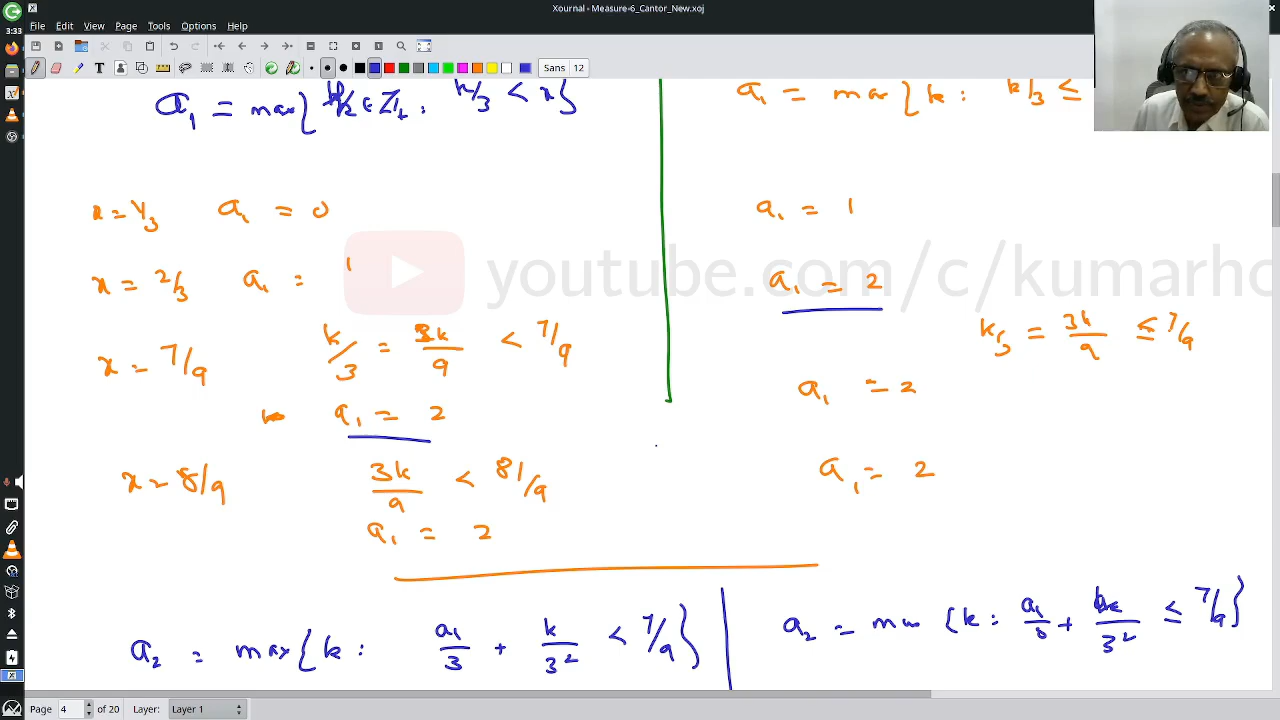 Xournal - Measure-6_Cantor_New.xoj
3:33
File Edit View Page Tools Options Help
Sans 12
a₁ = max{k ∈ Z₊ : k/3 < x}
a₁ = max{k : k/3 ≤
x = 1/3 a₁ = 0
a₁ = 1
youtube.com/c/kumarho
x = 2/3 a₁ = 1
a₁ = 2
x = 7/9 k/3 = 3k/9 < 7/9
k/3 = 3k/9 ≤ 7/9
a₁ = 2
a₁ = 2
x = 8/9 3k/9 < 81/9
a₁ = 2
a₁ = 2
a₂ = max{k : a₁/3 + k/3² < 7/9}
a₂ = max {k : + k/3² ≤ 7/9}
Page 4 of 20 Layer: Layer 1